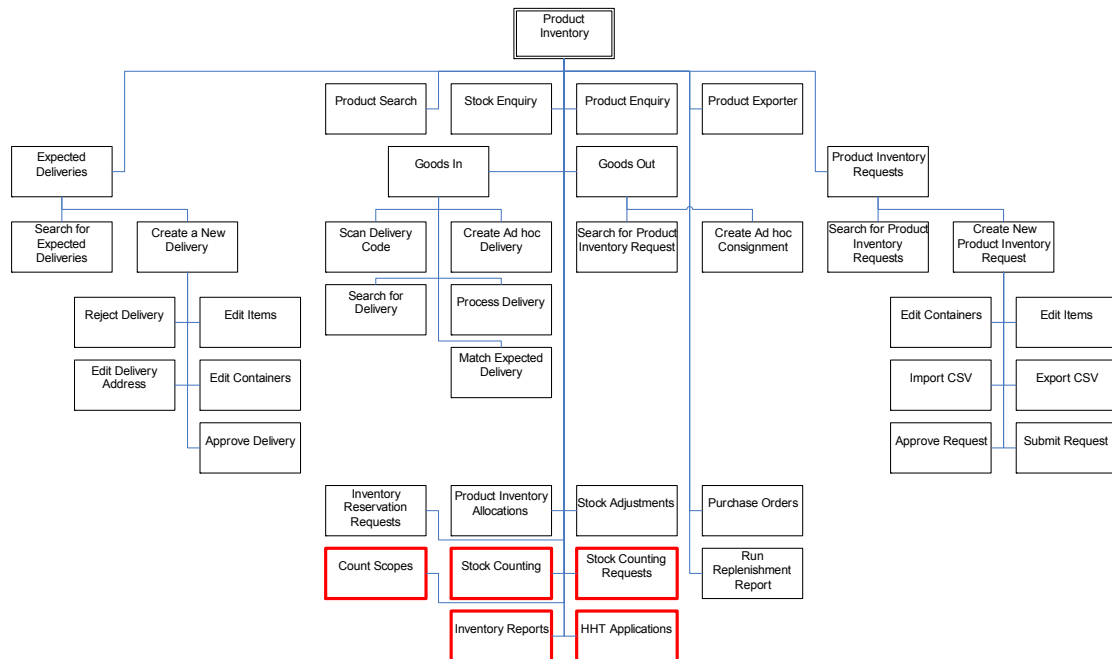 Product
Inventory
Product Search
Stock Enquiry
Product Enquiry
Product Exporter
Expected
Deliveries
Goods In
Goods Out
Product Inventory
Requests
Search for
Expected
Deliveries
Create a New
Delivery
Scan Delivery
Code
Create Ad hoc
Delivery
Search for Product
Inventory Request
Create Ad hoc
Consignment
Search for Product
Inventory
Requests
Create New
Product Inventory
Request
Reject Delivery
Edit Items
Search for
Delivery
Process Delivery
Edit Containers
Edit Items
Match Expected
Delivery
Edit Delivery
Address
Edit Containers
Import CSV
Export CSV
Approve Delivery
Approve Request
Submit Request
Inventory
Reservation
Requests
Product Inventory
Allocations
Stock Adjustments
Purchase Orders
Count Scopes
Stock Counting
Stock Counting
Requests
Run
Replenishment
Report
Inventory Reports
HHT Applications